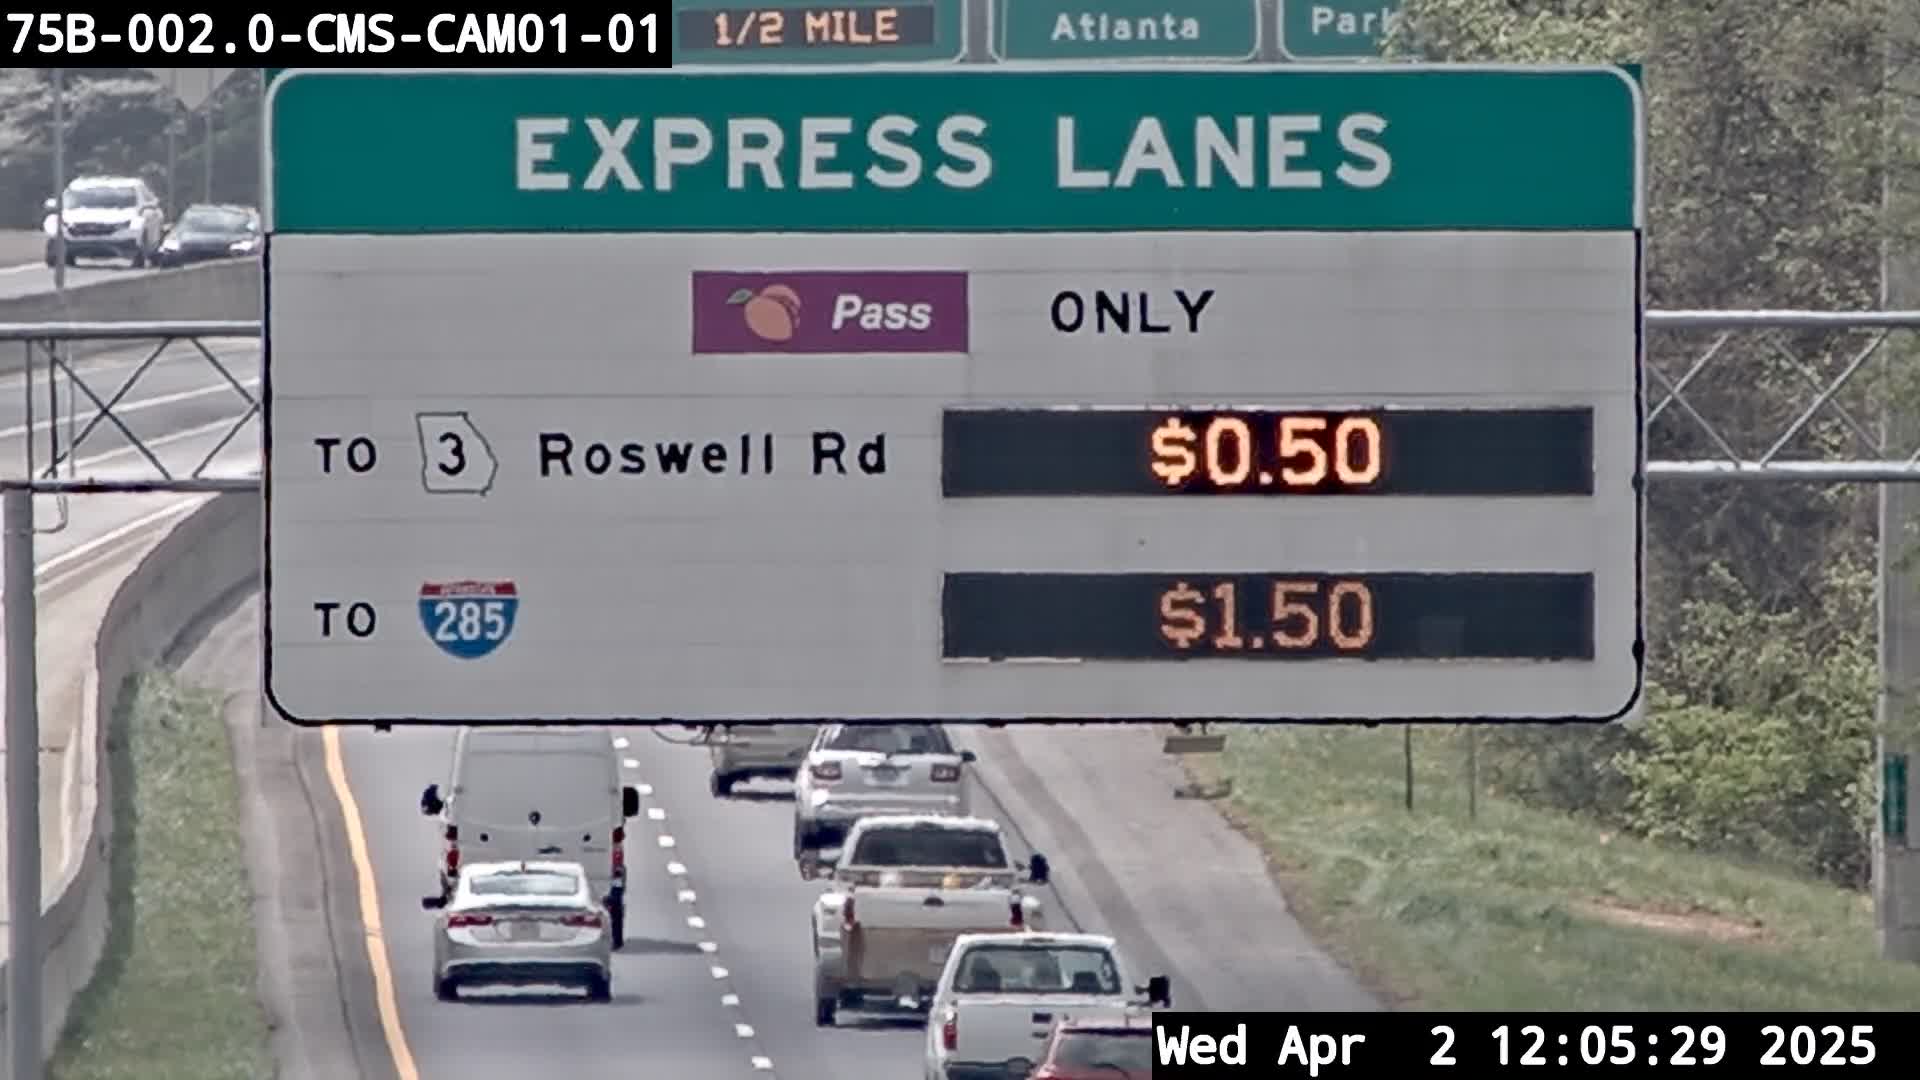 75B-002.0-CMS-CAM01-01
1/2 MILE
Atlanta
EXPRESS LANES
Pass ONLY
TO 3 Roswell Rd $0.50
TO 285 $1.50
Wed Apr 2 12:05:29 2025